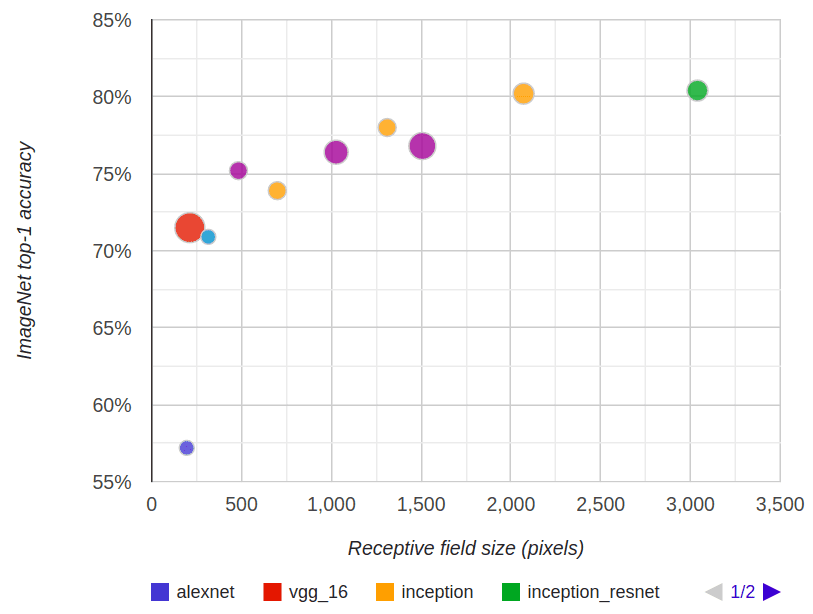 85%
80%
75%
70%
65%
60%
55%
ImageNet top-1 accuracy
0 500 1,000 1,500 2,000 2,500 3,000 3,500
Receptive field size (pixels)
alexnet vgg_16 inception inception_resnet 1/2